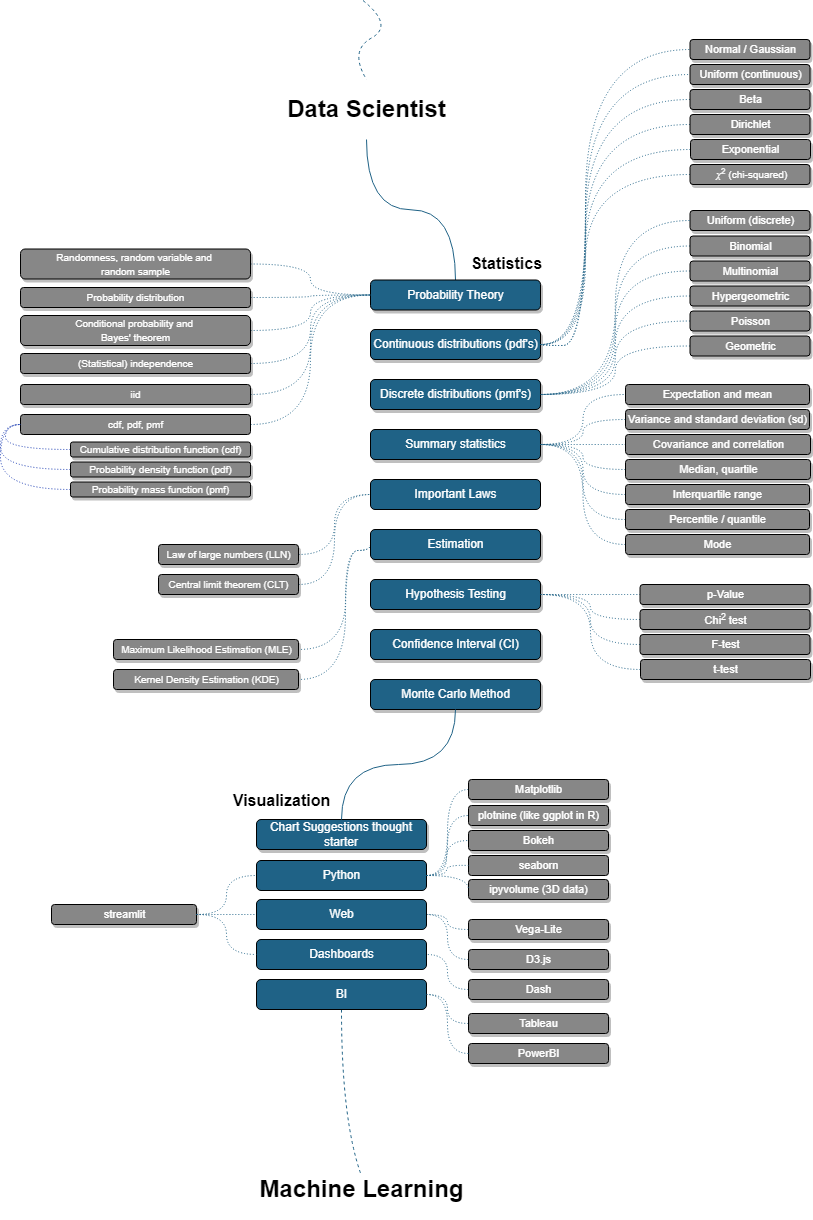 Data Scientist
Statistics
Probability Theory
Randomness, random variable and
random sample
Probability distribution
Conditional probability and
Bayes' theorem
(Statistical) independence
iid
cdf, pdf, pmf
Cumulative distribution function (cdf)
Probability density function (pdf)
Probability mass function (pmf)
Continuous distributions (pdf's)
Normal / Gaussian
Uniform (continuous)
Beta
Dirichlet
Exponential
χ² (chi-squared)
Discrete distributions (pmf's)
Uniform (discrete)
Binomial
Multinomial
Hypergeometric
Poisson
Geometric
Summary statistics
Expectation and mean
Variance and standard deviation (sd)
Covariance and correlation
Median, quartile
Interquartile range
Percentile / quantile
Mode
Important Laws
Law of large numbers (LLN)
Central limit theorem (CLT)
Estimation
Maximum Likelihood Estimation (MLE)
Kernel Density Estimation (KDE)
Hypothesis Testing
p-Value
Chi² test
F-test
t-test
Confidence Interval (CI)
Monte Carlo Method
Visualization
Chart Suggestions thought
starter
Python
Matplotlib
plotnine (like ggplot in R)
Bokeh
seaborn
ipyvolume (3D data)
streamlit
Web
Vega-Lite
D3.js
Dashboards
Dash
BI
Tableau
PowerBI
Machine Learning